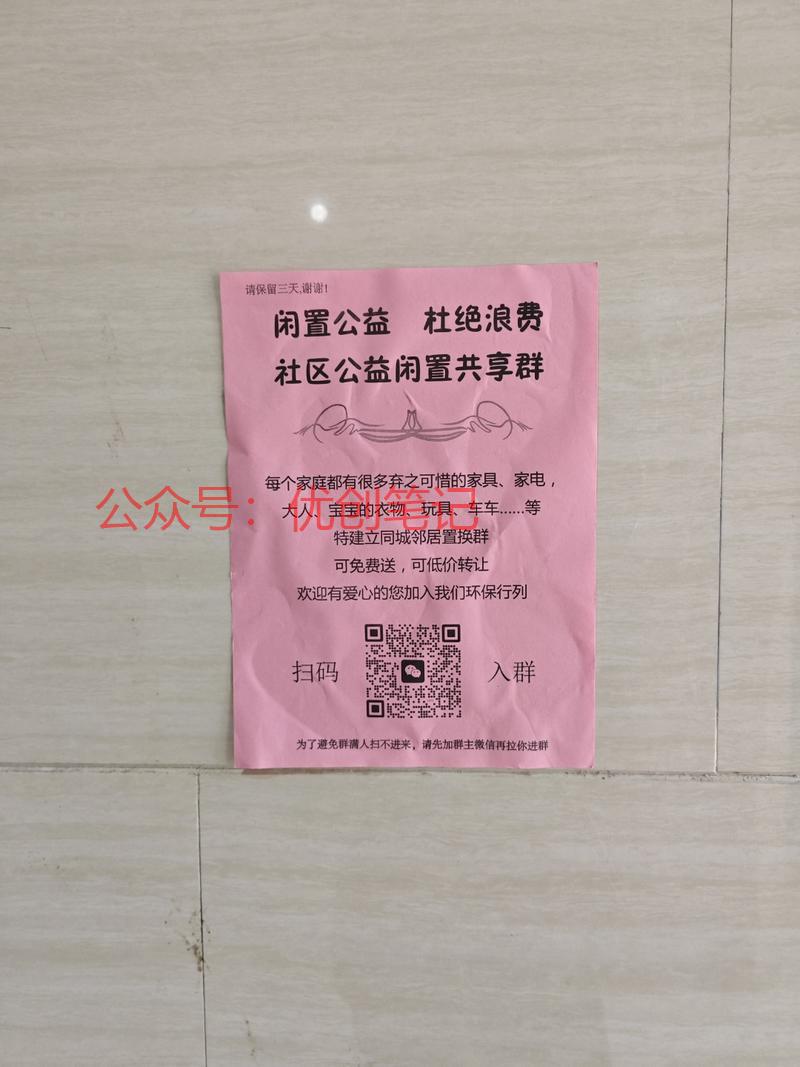 请保留三天,谢谢!
闲置公益 杜绝浪费
社区公益闲置共享群
每个家庭都有很多弃之可惜的家具、家电，
公众号：优创笔记
大人、宝宝的衣物、玩具、车车……等
特建立同城邻居置换群
可免费送，可低价转让
欢迎有爱心的您加入我们环保行列
扫码 入群
为了避免群满人扫不进来，请先加群主微信再拉你进群